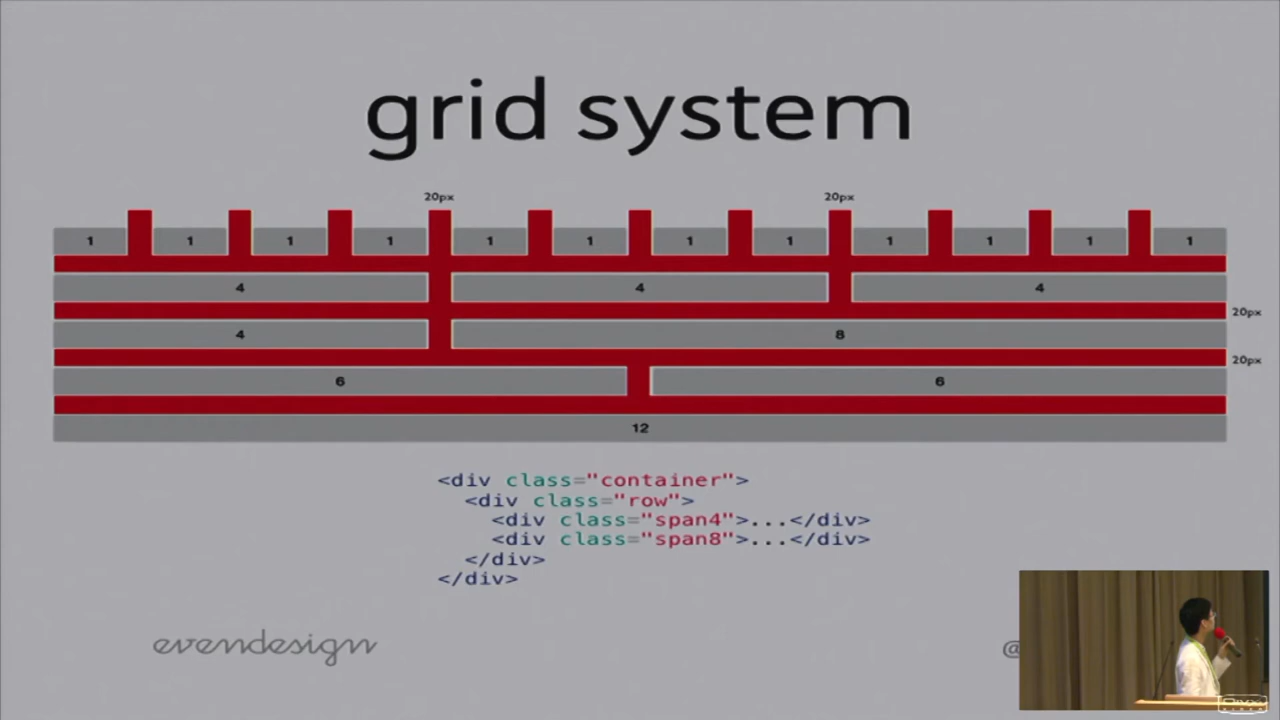 grid system
20px 20px
1 1 1 1 1 1 1 1 1 1 1 1
4 4 4
20px
4 8
20px
6 6
12
<div class="container">
<div class="row">
<div class="span4">...</div>
<div class="span8">...</div>
</div>
</div>
evendesign
@